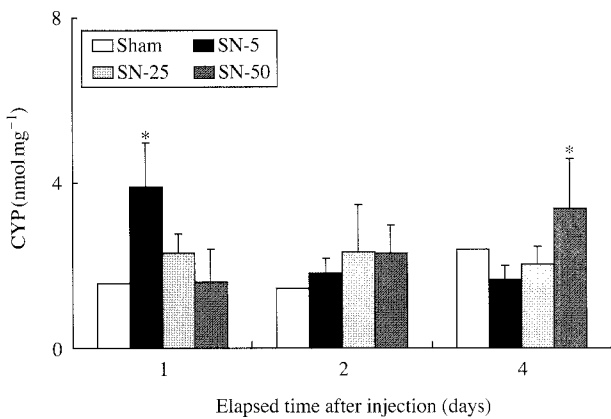 8
Sham SN-5
SN-25 SN-50
CYP (nmol mg⁻¹)
*
*
4
0
1 2 4
Elapsed time after injection (days)